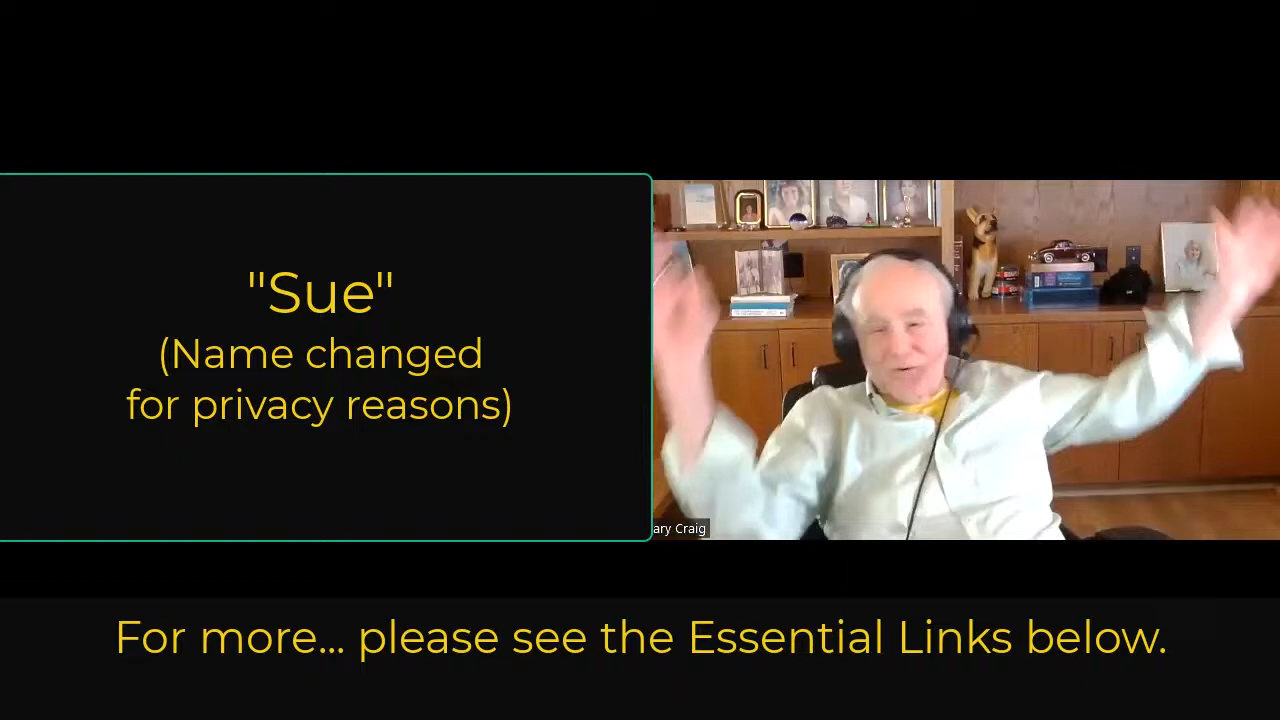 "Sue"
(Name changed
for privacy reasons)
ary Craig
For more... please see the Essential Links below.